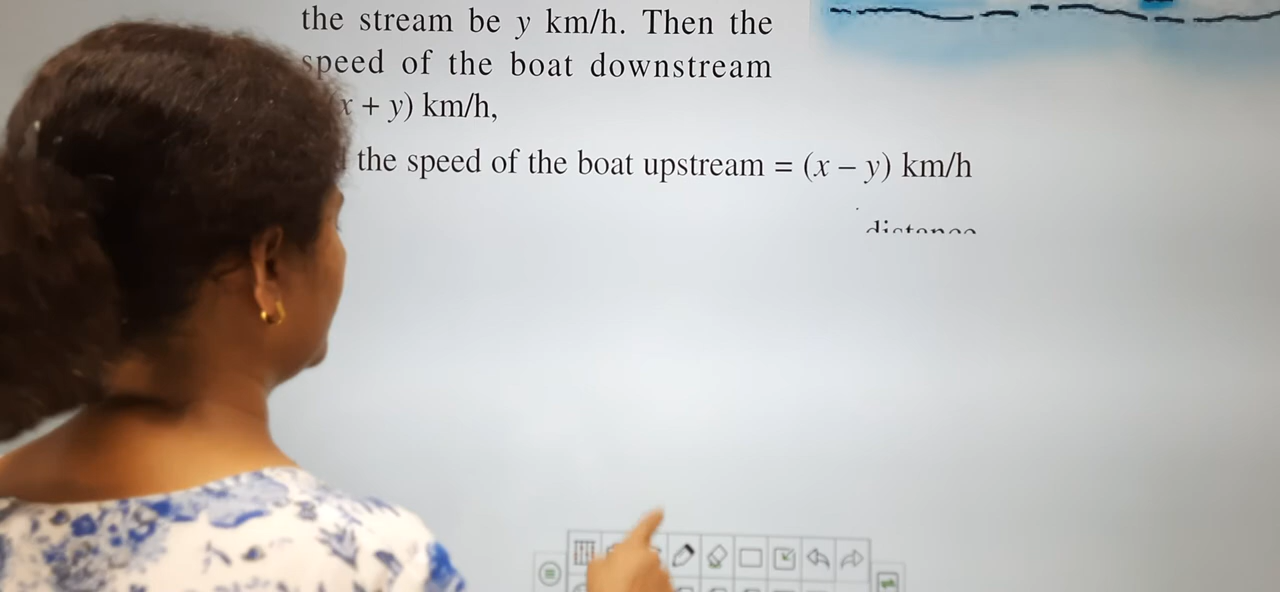 the stream be y km/h. Then the
speed of the boat downstream
x + y) km/h,
the speed of the boat upstream = (x – y) km/h